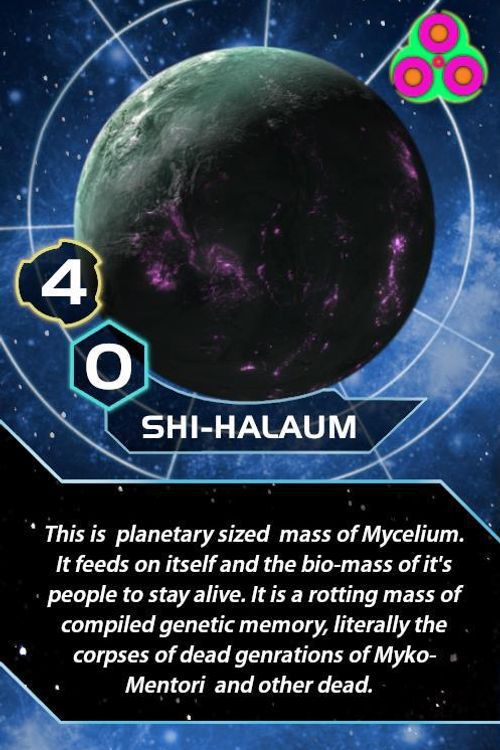 4
0
SHI-HALAUM
This is planetary sized mass of Mycelium.
It feeds on itself and the bio-mass of it's
people to stay alive. It is a rotting mass of
compiled genetic memory, literally the
corpses of dead genrations of Myko-
Mentori and other dead.